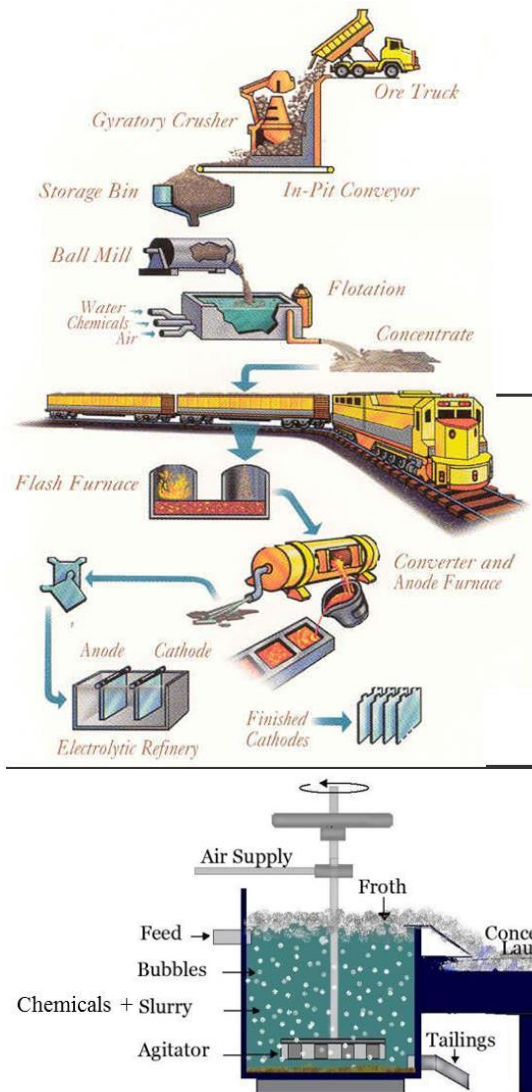 Ore Truck
Gyratory Crusher
Storage Bin
In-Pit Conveyor
Ball Mill
Flotation
Water
Chemicals
Air
Concentrate
Flash Furnace
Converter and
Anode Furnace
Anode
Cathode
Electrolytic Refinery
Finished
Cathodes
Air Supply
Froth
Feed
Bubbles
Chemicals + Slurry
Agitator
Tailings